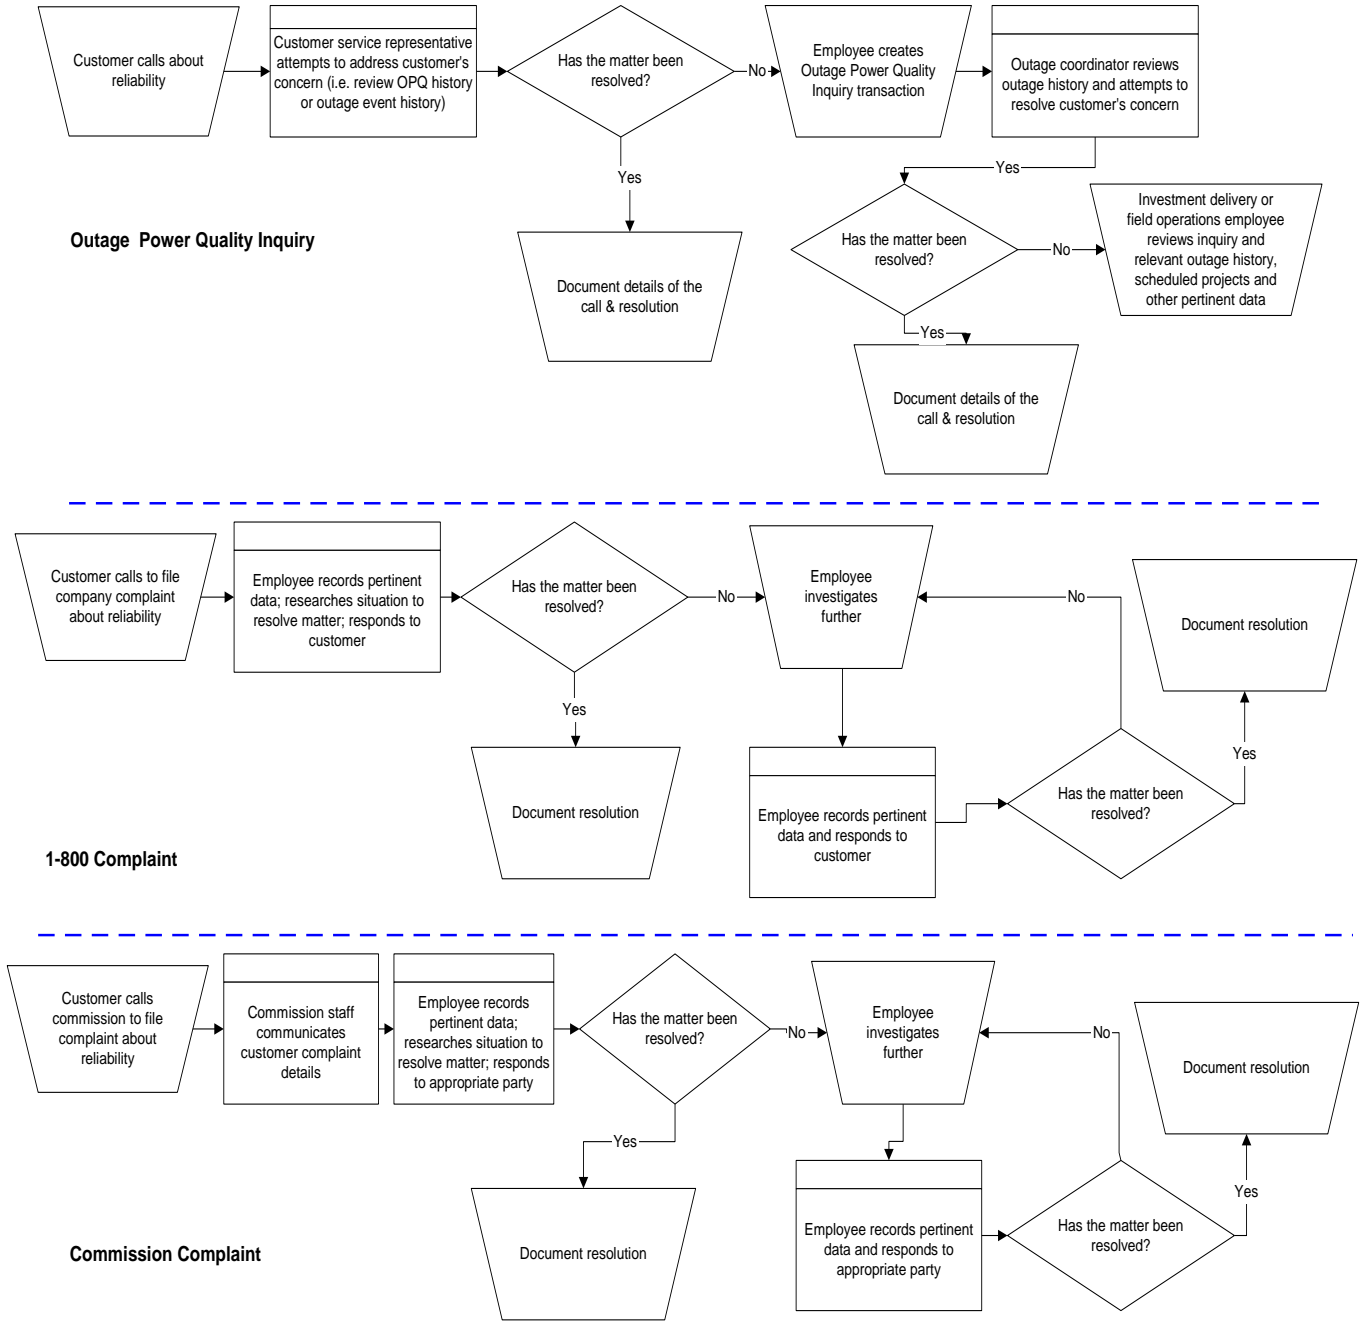 Customer calls about
reliability
Customer service representative
attempts to address customer's
concern (i.e. review OPQ history
or outage event history)
Has the matter been
resolved?
No
Employee creates
Outage Power Quality
Inquiry transaction
Outage coordinator reviews
outage history and attempts to
resolve customer's concern
Yes
Yes
Document details of the
call & resolution
Has the matter been
resolved?
No
Investment delivery or
field operations employee
reviews inquiry and
relevant outage history,
scheduled projects and
other pertinent data
Yes
Document details of the
call & resolution
Outage  Power Quality Inquiry
Customer calls to file
company complaint
about reliability
Employee records pertinent
data; researches situation to
resolve matter; responds to
customer
Has the matter been
resolved?
No
Employee
investigates
further
No
Document resolution
Yes
Document resolution
Employee records pertinent
data and responds to
customer
Has the matter been
resolved?
Yes
1-800 Complaint
Customer calls
commission to file
complaint about
reliability
Commission staff
communicates
customer complaint
details
Employee records
pertinent data;
researches situation to
resolve matter; responds
to appropriate party
Has the matter been
resolved?
No
Employee
investigates
further
No
Document resolution
Yes
Document resolution
Employee records pertinent
data and responds to
appropriate party
Has the matter been
resolved?
Yes
Commission Complaint